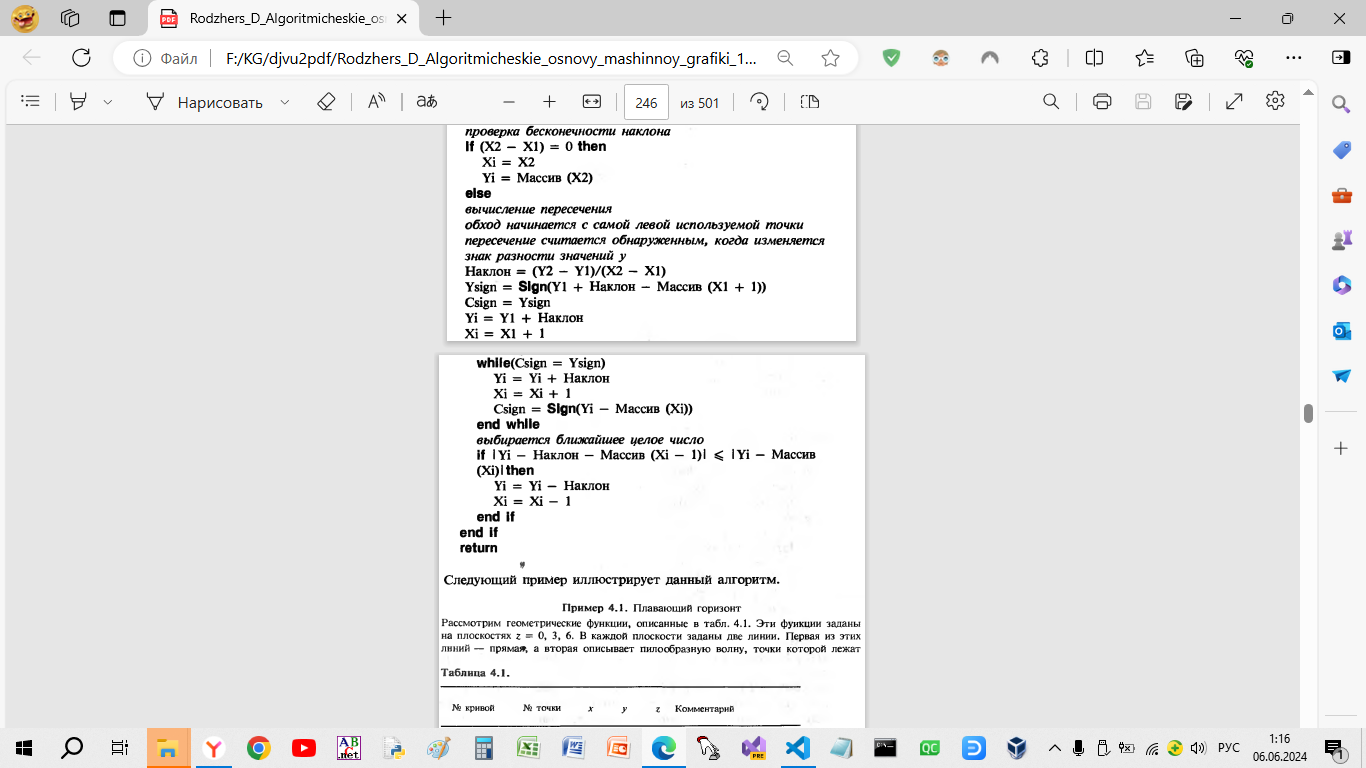 Rodzhers_D_Algoritmicheskie_os
Файл
F:/KG/djvu2pdf/Rodzhers_D_Algoritmicheskie_osnovy_mashinnoy_grafiki_1...
Нарисовать
аあ
246
из 501
проверка бесконечности наклона
If (X2 − X1) = 0 then
Xi = X2
Yi = Массив (X2)
else
вычисление пересечения
обход начинается с самой левой используемой точки
пересечение считается обнаруженным, когда изменяется
знак разности значений y
Наклон = (Y2 − Y1)/(X2 − X1)
Ysign = Sign(Y1 + Наклон − Массив (X1 + 1))
Csign = Ysign
Yi = Y1 + Наклон
Xi = X1 + 1
while(Csign = Ysign)
Yi = Yi + Наклон
Xi = Xi + 1
Csign = Sign(Yi − Массив (Xi))
end while
выбирается ближайшее целое число
if |Yi − Наклон − Массив (Xi − 1)| ⩽ |Yi − Массив
(Xi)|then
Yi = Yi − Наклон
Xi = Xi − 1
end if
end if
return
Следующий пример иллюстрирует данный алгоритм.
Пример 4.1. Плавающий горизонт
Рассмотрим геометрические функции, описанные в табл. 4.1. Эти функции заданы
на плоскостях z = 0, 3, 6. В каждой плоскости заданы две линии. Первая из этих
линий — прямая, а вторая описывает пилообразную волну, точки которой лежат
Таблица 4.1.
№ кривой № точки x y z Комментарий
РУС
1:16
06.06.2024